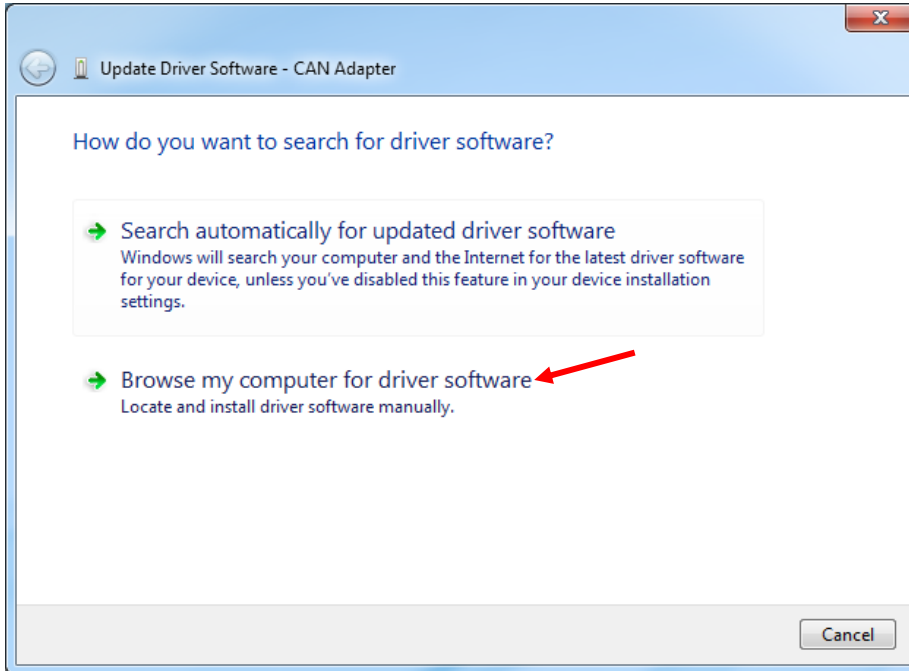 Update Driver Software - CAN Adapter
How do you want to search for driver software?
Search automatically for updated driver software
Windows will search your computer and the Internet for the latest driver software
for your device, unless you've disabled this feature in your device installation
settings.
Browse my computer for driver software
Locate and install driver software manually.
Cancel